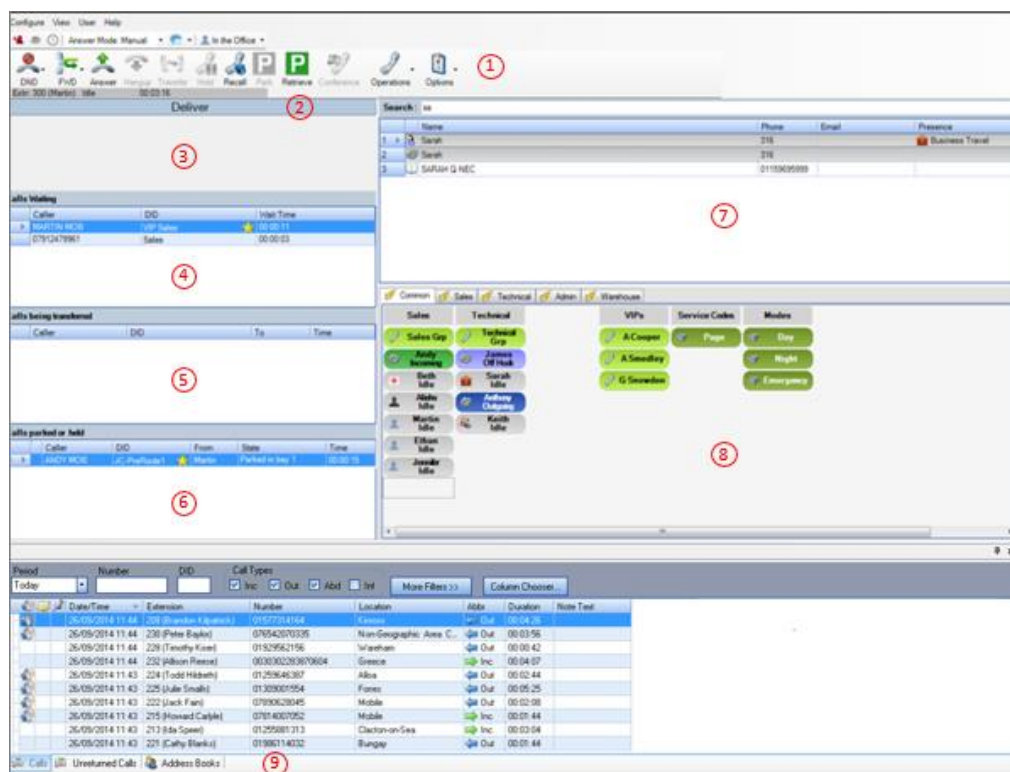 Configure View User Help
Answer Mode: Manual In the Office
①
DND FWD Answer Hangup Transfer Hold Recall Park Retrieve Conference Operations Options
Extn: 300 (Martin) Idle 00:03:16
②
Deliver
Search sa
③
Name Phone Email Presence
1 Sarah 316 Business Travel
2 Sarah 316
3 SARAH G NEC 01159695999
⑦
alls Waiting
Caller DID Wait Time
MARTIN MOB VIP Sales 00:00:11
07912479961 Sales 00:00:03
④
Common Sales Technical Admin Warehouse
alls being transferred
Caller DID To Time
⑤
Sales Technical VIPs Service Codes Modes
Sales Grp Technical Grp A Cooper Page Day
Andy Incoming James Off Hook A Smedley Night
Beth Idle Sarah Idle G Snowdon Emergency
Idle Anthony Outgoing
Martin Idle Keith Idle
Ethan Idle
Jennifer Idle
⑧
alls parked or held
Caller DID From State Time
ANDY MOB JC-PreRoute1 Martin Parked in bay 1 00:00:15
⑥
Period Number DID Call Types
Today Inc Out Abd Int More Filters >> Column Chooser...
Date/Time Extension Number Location Abbr Duration Note Text
26/09/2014 11:44 209 (Brandon Kilpatrick) 01577314164 Kinross Out 00:04:26
26/09/2014 11:44 230 (Peter Baylor) 076542070335 Non-Geographic Area C... Out 00:03:56
26/09/2014 11:44 228 (Timothy Kiser) 01929562156 Wareham Out 00:00:42
26/09/2014 11:44 232 (Allison Reese) 0030302283870604 Greece Inc 00:04:07
26/09/2014 11:43 224 (Todd Hildreth) 01259646387 Alloa Out 00:02:44
26/09/2014 11:43 225 (Julie Smalls) 01309001554 Forres Out 00:05:25
26/09/2014 11:43 222 (Jack Fain) 07890628045 Mobile Out 00:02:08
26/09/2014 11:43 215 (Howard Carlyle) 07814007052 Mobile Inc 00:01:44
26/09/2014 11:43 213 (Ida Speer) 01255881313 Clacton-on-Sea Inc 00:03:04
26/09/2014 11:43 221 (Cathy Blanks) 01986114032 Bungay Out 00:01:44
Calls Unreturned Calls Address Books
⑨